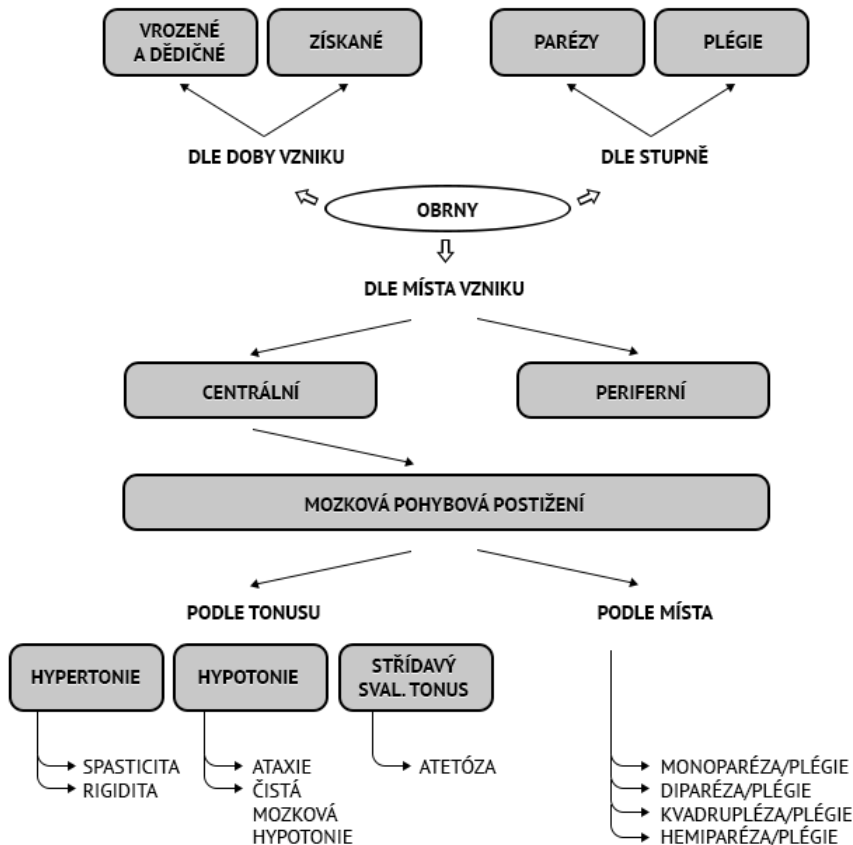 VROZENÉ
A DĚDIČNÉ
ZÍSKANÉ
PARÉZY
PLÉGIE
DLE DOBY VZNIKU
DLE STUPNĚ
OBRNY
DLE MÍSTA VZNIKU
CENTRÁLNÍ
PERIFERNÍ
MOZKOVÁ POHYBOVÁ POSTIŽENÍ
PODLE TONUSU
PODLE MÍSTA
HYPERTONIE
HYPOTONIE
STŘÍDAVÝ
SVAL. TONUS
SPASTICITA
RIGIDITA
ATAXIE
ČISTÁ
MOZKOVÁ
HYPOTONIE
ATETÓZA
MONOPARÉZA/PLÉGIE
DIPARÉZA/PLÉGIE
KVADRUPLÉZA/PLÉGIE
HEMIPARÉZA/PLÉGIE